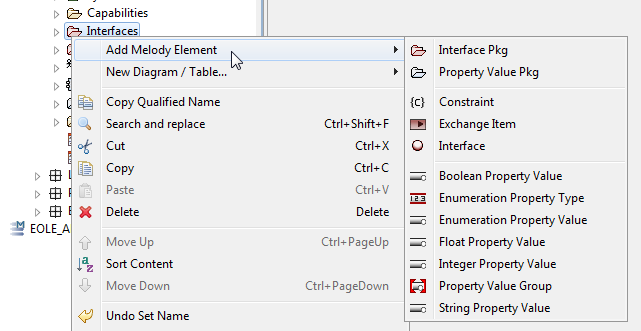 Capabilities
Interfaces
Add Melody Element
New Diagram / Table...
Copy Qualified Name
Search and replace Ctrl+Shift+F
Cut Ctrl+X
Copy Ctrl+C
Paste Ctrl+V
Delete Delete
Move Up Ctrl+PageUp
Sort Content
Move Down Ctrl+PageDown
Undo Set Name
Interface Pkg
Property Value Pkg
{c} Constraint
Exchange Item
Interface
Boolean Property Value
123 Enumeration Property Type
Enumeration Property Value
Float Property Value
Integer Property Value
Property Value Group
String Property Value